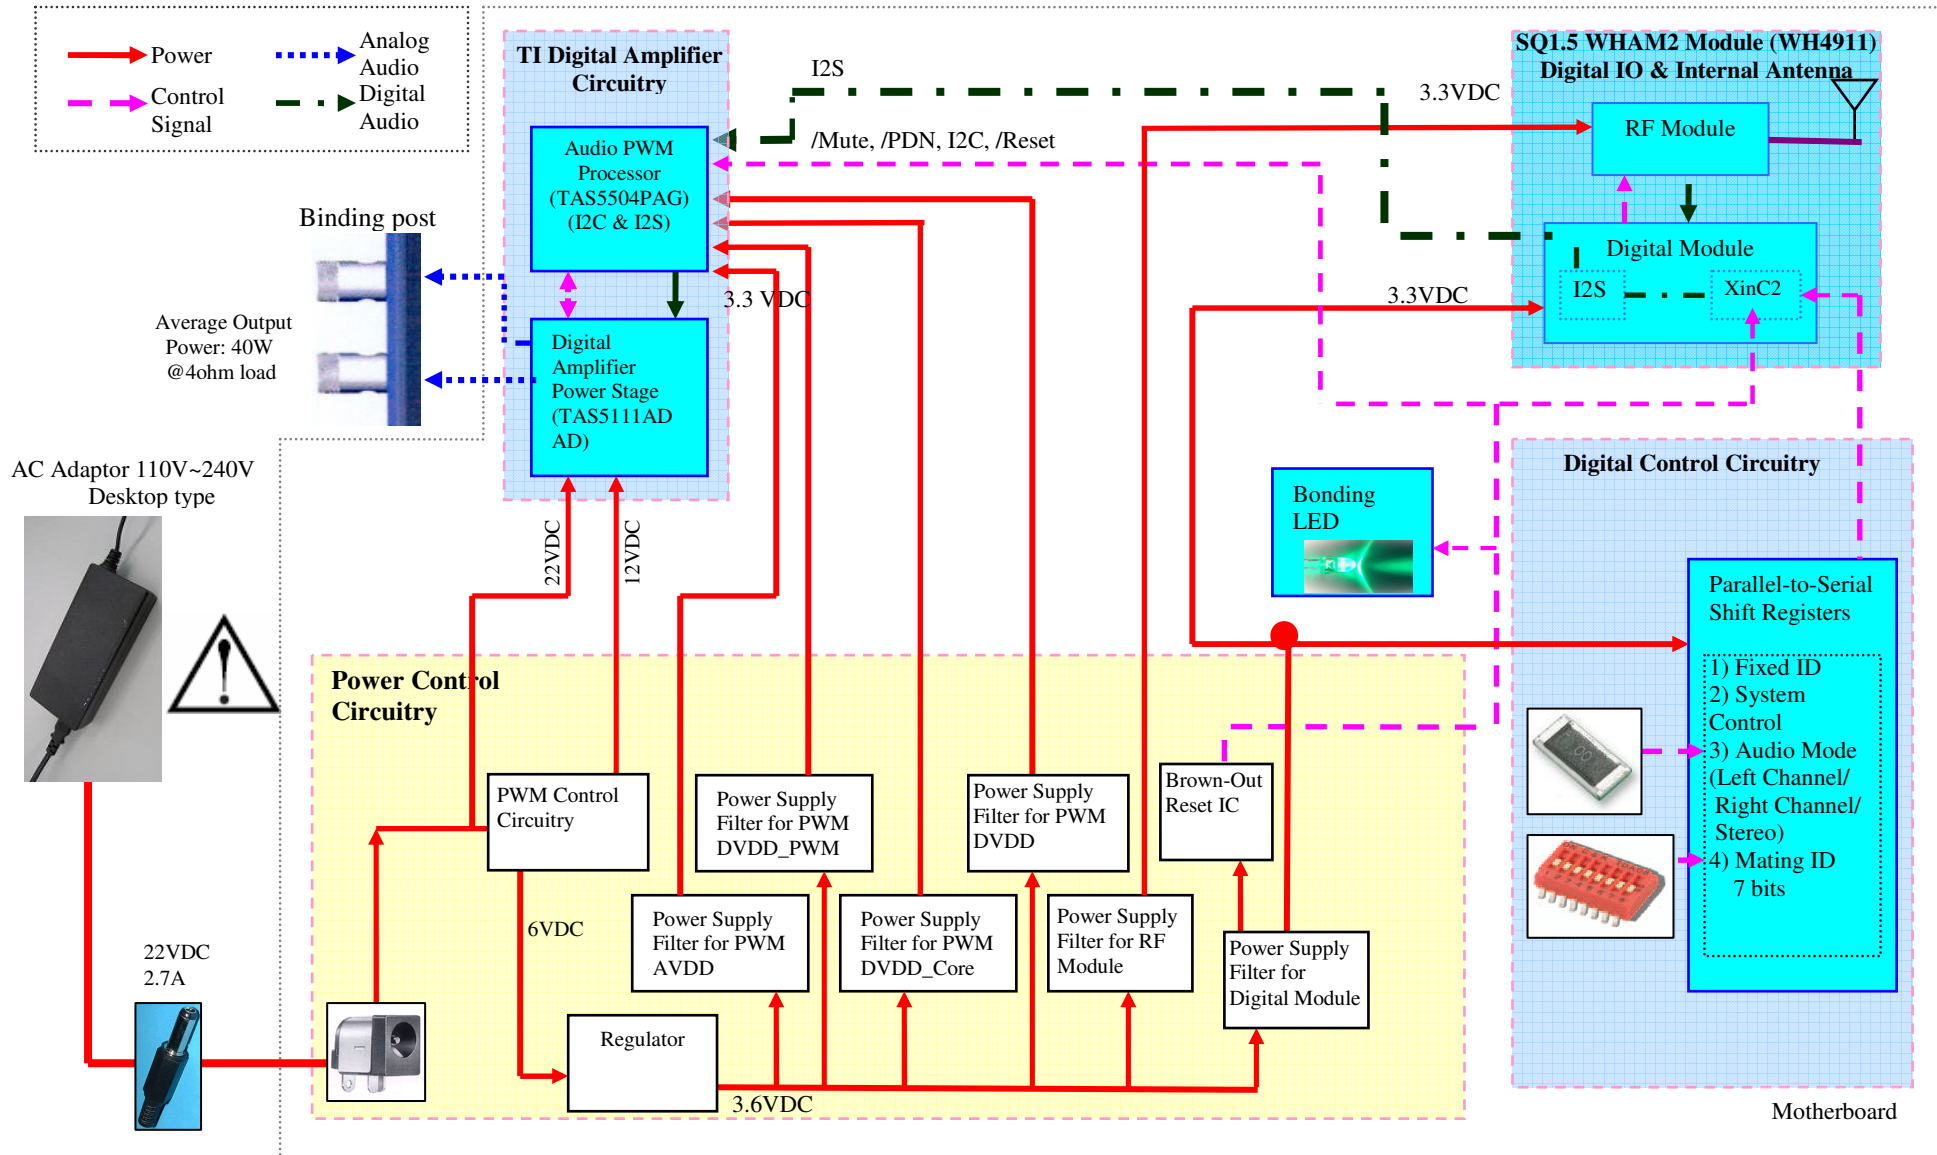 Power
Analog
Audio
Control
Signal
Digital
Audio
TI Digital Amplifier
Circuitry
Audio PWM
Processor
(TAS5504PAG)
(I2C & I2S)
Digital
Amplifier
Power Stage
(TAS5111AD
AD)
I2S
/Mute, /PDN, I2C, /Reset
3.3 VDC
3.3VDC
3.3VDC
SQ1.5 WHAM2 Module (WH4911)
Digital IO & Internal Antenna
RF Module
Digital Module
I2S
XinC2
Binding post
Average Output
Power: 40W
@4ohm load
AC Adaptor 110V~240V
Desktop type
22VDC
2.7A
22VDC
12VDC
Bonding
LED
Digital Control Circuitry
Parallel-to-Serial
Shift Registers
1) Fixed ID
2) System
Control
3) Audio Mode
(Left Channel/
Right Channel/
Stereo)
4) Mating ID
7 bits
Power Control
Circuitry
PWM Control
Circuitry
Power Supply
Filter for PWM
DVDD_PWM
Power Supply
Filter for PWM
DVDD
Brown-Out
Reset IC
6VDC
Power Supply
Filter for PWM
AVDD
Power Supply
Filter for PWM
DVDD_Core
Power Supply
Filter for RF
Module
Power Supply
Filter for
Digital Module
Regulator
3.6VDC
Motherboard